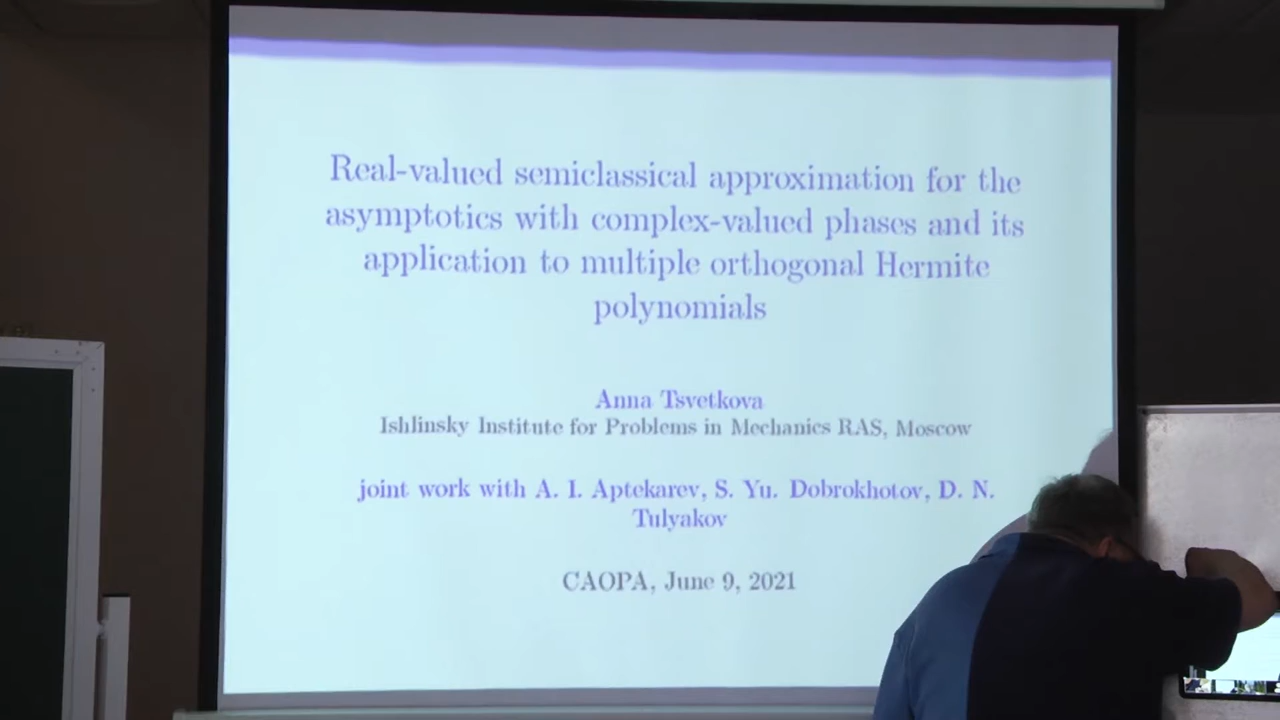 Real-valued semiclassical approximation for the
asymptotics with complex-valued phases and its
application to multiple orthogonal Hermite
polynomials
Anna Tsvetkova
Ishlinsky Institute for Problems in Mechanics RAS, Moscow
joint work with A. I. Aptekarev, S. Yu. Dobrokhotov, D. N.
Tulyakov
CAOPA, June 9, 2021